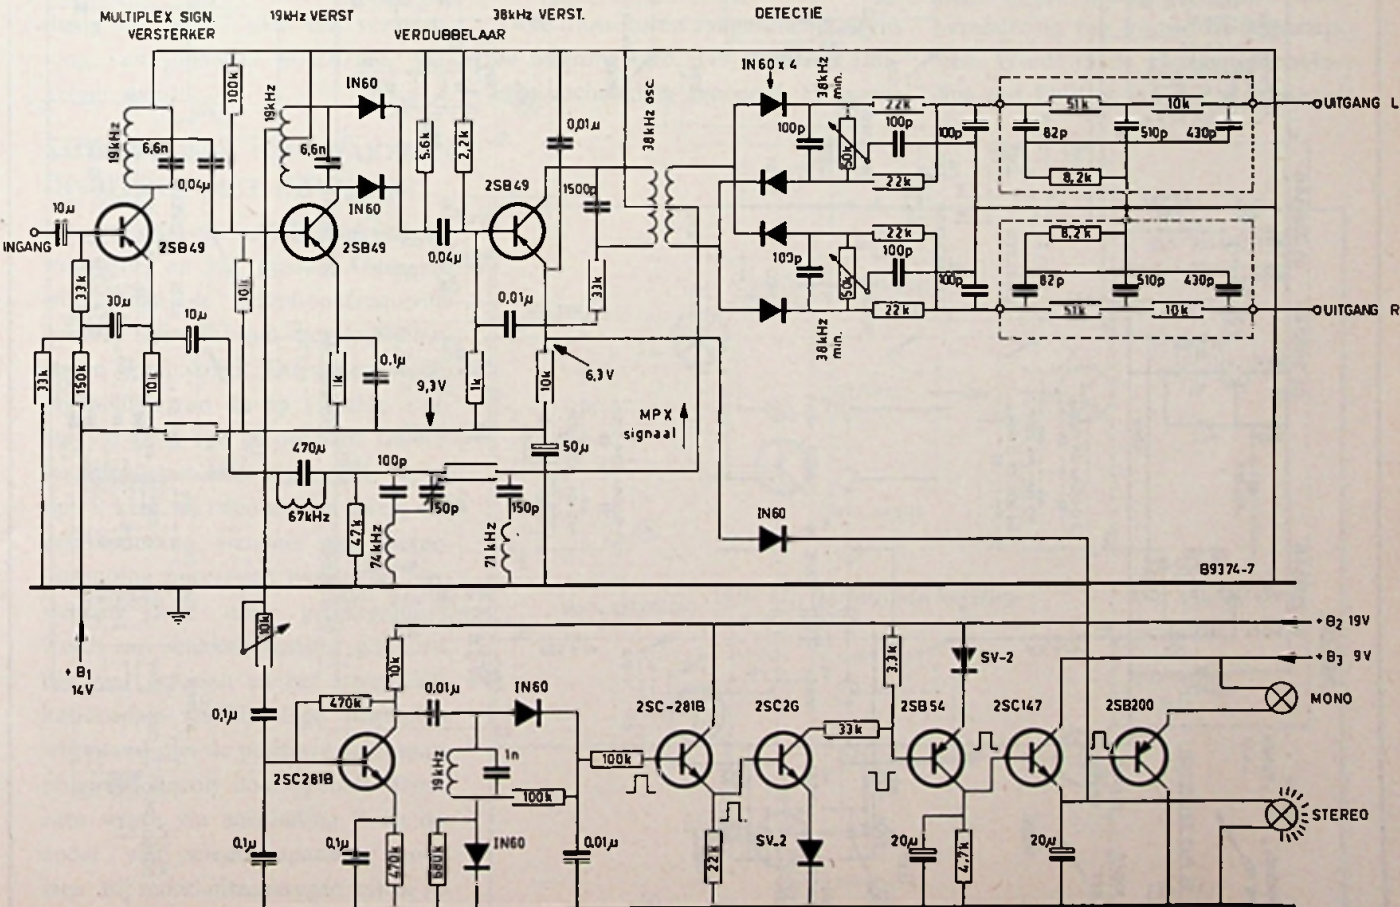 MULTIPLEX SIGN.
VERSTERKER
19kHz VERST
VERDUBBELAAR
38kHz VERST.
DETECTIE
100k
19kHz
6,6n
0,04µ
10µ
INGANG
2SB49
33k
30µ
10µ
33k
150k
10k
19kHz
6,6n
IN60
IN60
2SB49
10k
1k
0,1µ
5,6k
2,2k
0,04µ
2SB49
0,01µ
1500p
0,01µ
33k
1k
10k
6,3V
9,3V
50µ
38kHz osc.
MPX
signaal
IN60 x 4
38kHz
min.
100p
50k
22k
100p
22k
100p
51k
10k
82p
510p
430p
8,2k
UITGANG L
22k
100p
50k
100p
22k
100p
38kHz
min.
8,2k
82p
510p
430p
51k
10k
UITGANG R
470µ
67kHz
47k
100p
74kHz
50p
150p
71kHz
IN60
B9374-7
+B1
14V
10k
0,1µ
0,1µ
470k
10k
2SC281B
0,1µ
470k
0,01µ
IN60
19kHz
1n
100k
680k
IN60
0,01µ
100k
2SC-281B
22k
2SC2G
SV-2
33k
3,3k
2SB54
SV-2
20µ
4,7k
2SC147
20µ
2SB200
+B2 19V
+B3 9V
MONO
STEREO